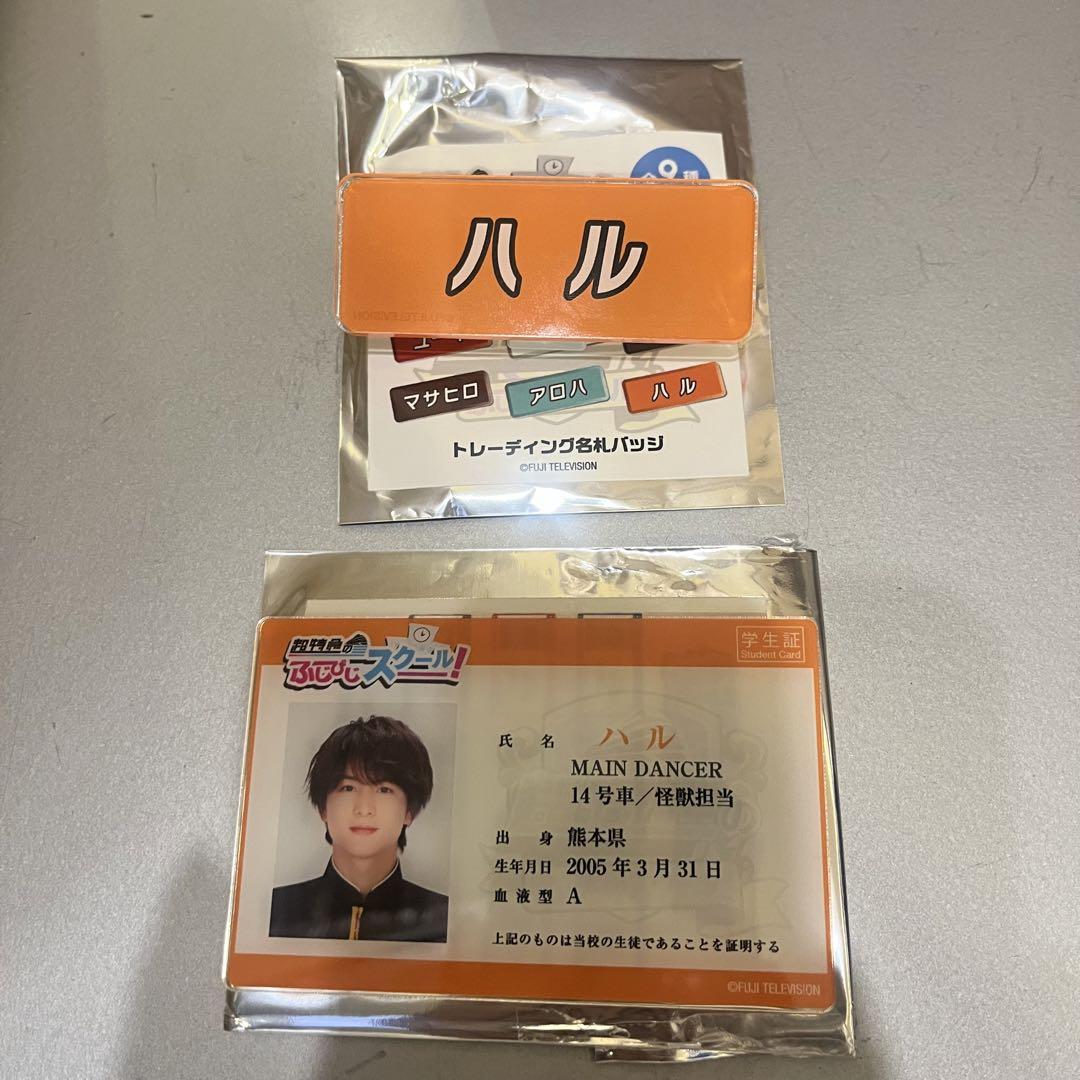 9
種
ハル
©FUJI TELEVISION
マサヒロ
アロハ
ハル
トレーディング名札バッジ
©FUJI TELEVISION
超特急の
ふじびじスクール!
学生証
Student Card
氏 名 ハル
MAIN DANCER
14号車/怪獣担当
出 身 熊本県
生年月日 2005年3月31日
血液型 A
上記のものは当校の生徒であることを証明する
©FUJI TELEVISION